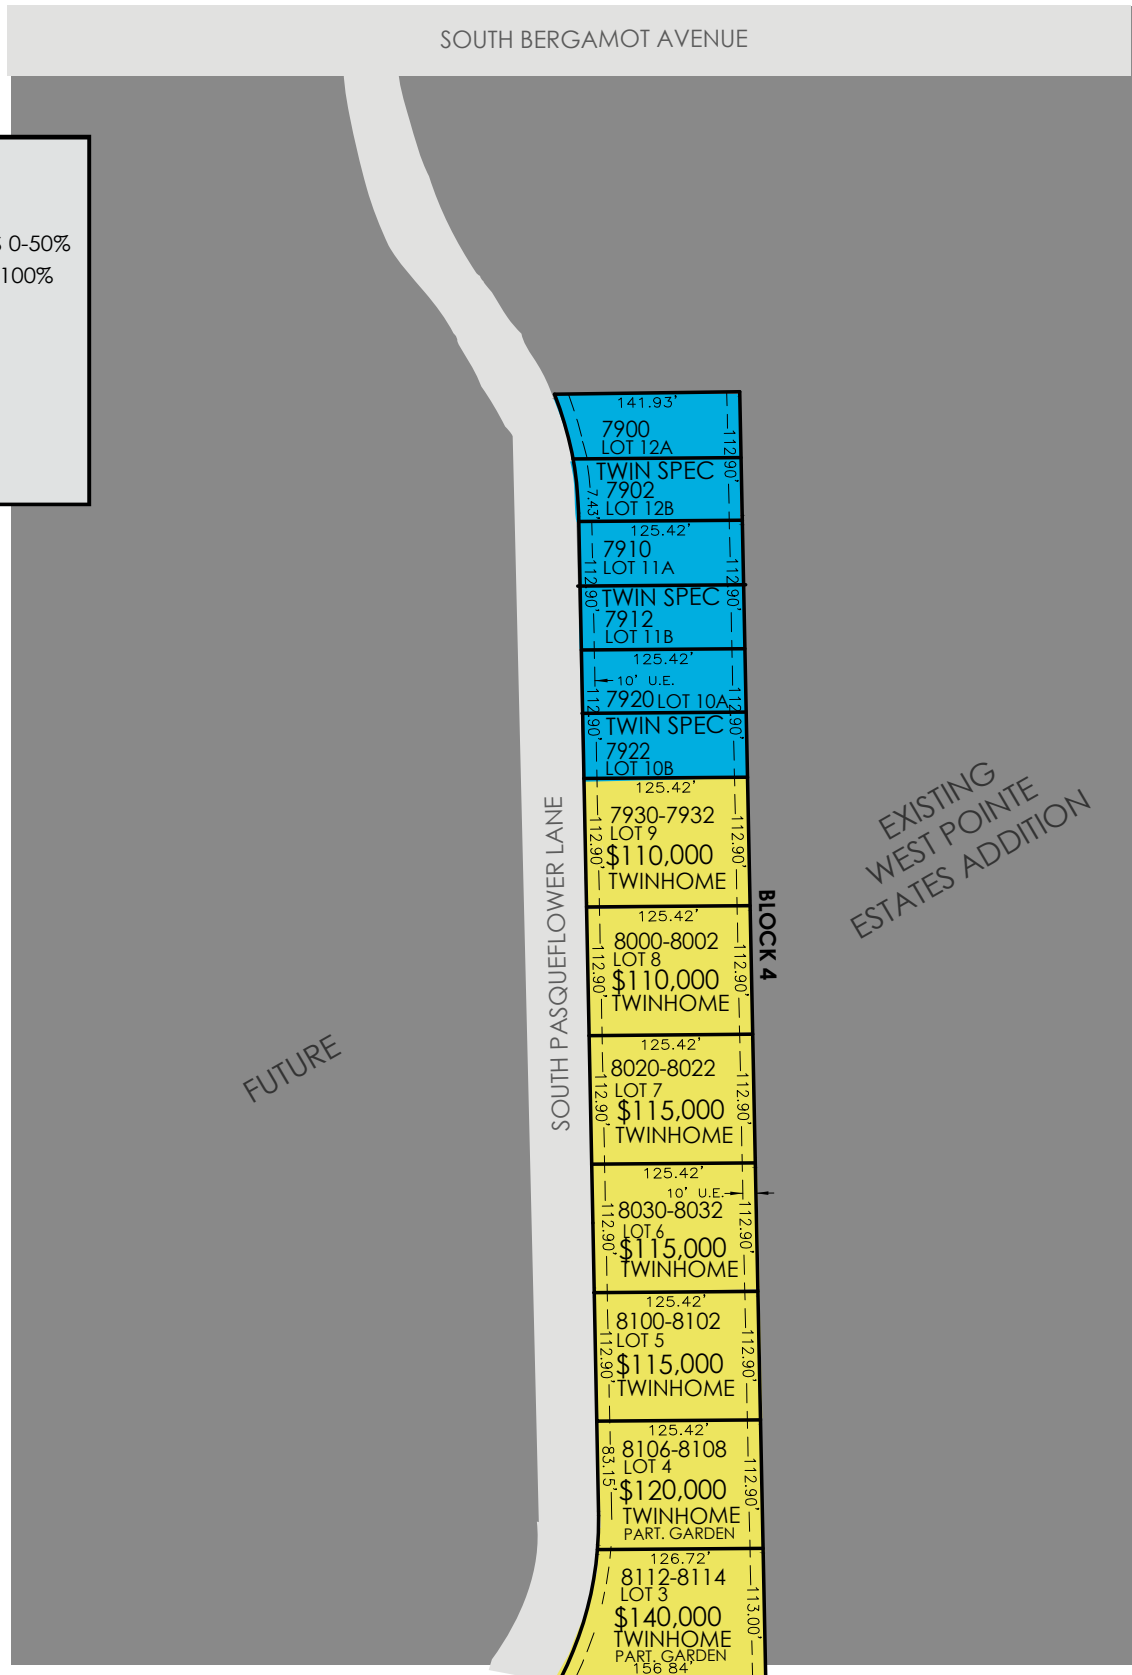 SOUTH BERGAMOT AVENUE
0-50%
100%
141.93'
7900
LOT 12A
112.90'
TWIN SPEC
7902
LOT 12B
7.43'
125.42'
7910
LOT 11A
112.90'
112.90'
TWIN SPEC
7912
LOT 11B
125.42'
10' U.E.
7920 LOT 10A
112.90'
112.90'
TWIN SPEC
7922
LOT 10B
125.42'
7930-7932
LOT 9
$110,000
TWINHOME
112.90'
112.90'
125.42'
8000-8002
LOT 8
$110,000
TWINHOME
112.90'
112.90'
125.42'
8020-8022
LOT 7
$115,000
TWINHOME
112.90'
112.90'
125.42'
10' U.E.
8030-8032
LOT 6
$115,000
TWINHOME
112.90'
112.90'
125.42'
8100-8102
LOT 5
$115,000
TWINHOME
112.90'
112.90'
125.42'
8106-8108
LOT 4
$120,000
TWINHOME
PART. GARDEN
83.15'
112.90'
126.72'
8112-8114
LOT 3
$140,000
TWINHOME
PART. GARDEN
113.00'
156.84'
SOUTH PASQUEFLOWER LANE
BLOCK 4
EXISTING
WEST POINTE
ESTATES ADDITION
FUTURE